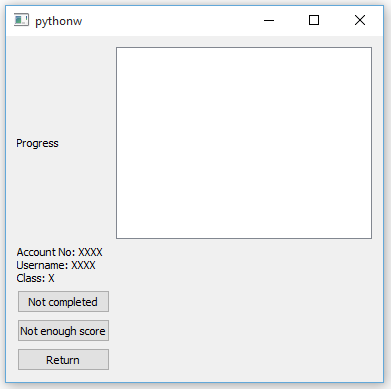 pythonw
Progress
Account No: XXXX
Username: XXXX
Class: X
Not completed
Not enough score
Return